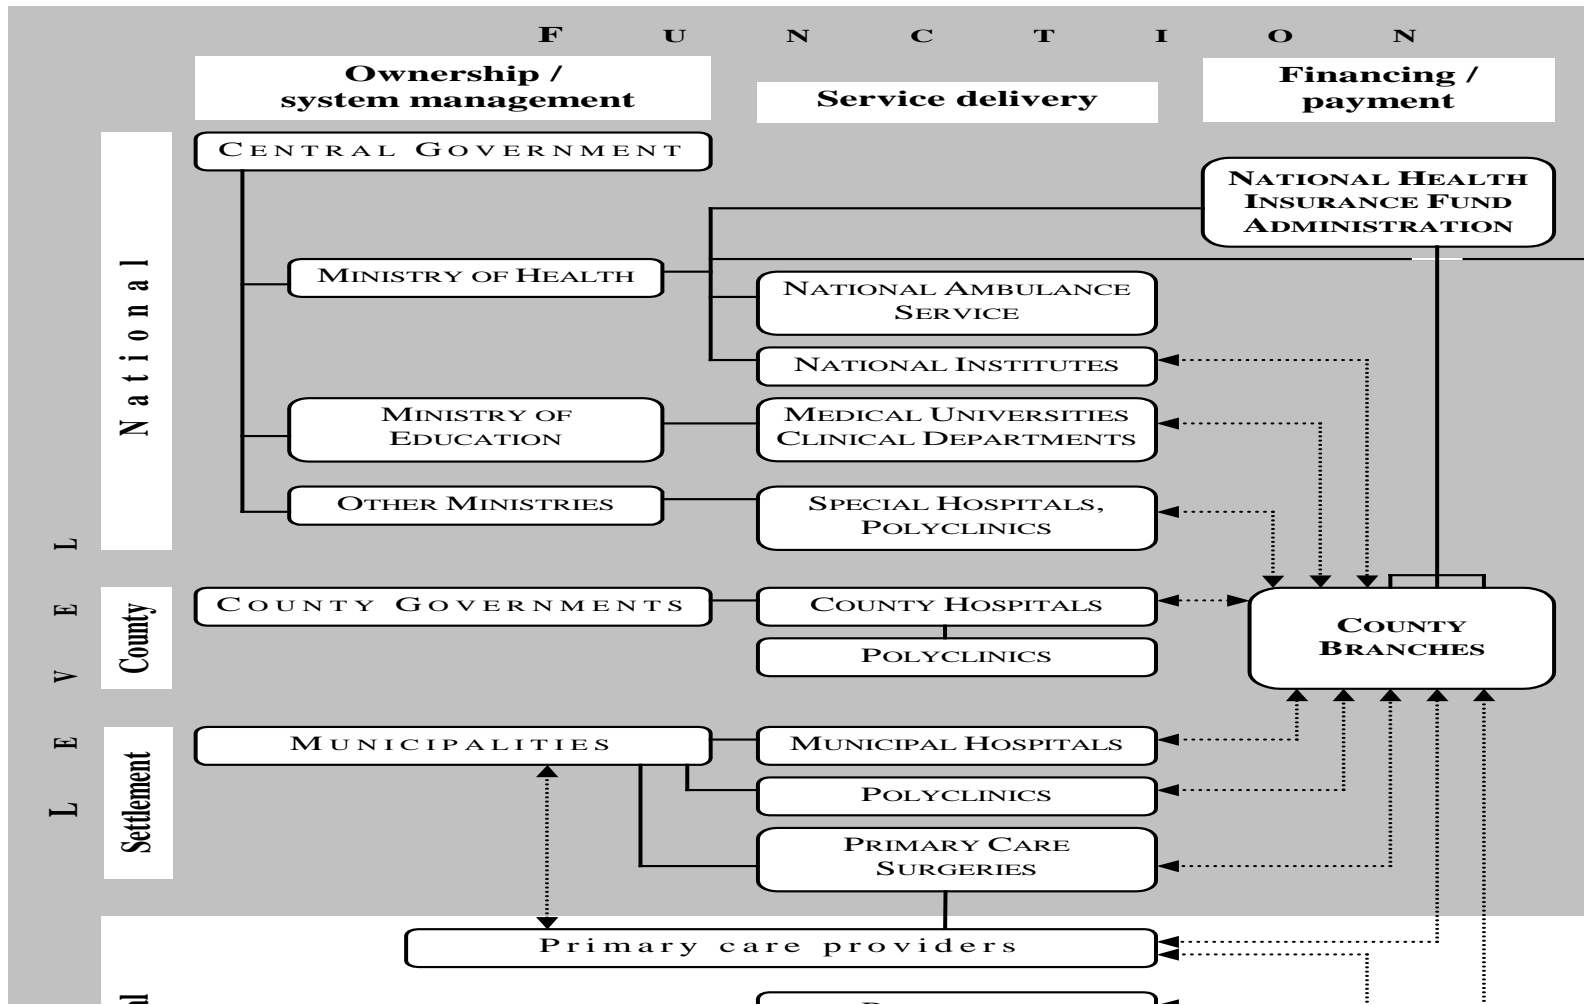 FUNCTION
Ownership /
system management
Service delivery
Financing /
payment
National
CENTRAL GOVERNMENT
NATIONAL HEALTH
INSURANCE FUND
ADMINISTRATION
MINISTRY OF HEALTH
NATIONAL AMBULANCE
SERVICE
NATIONAL INSTITUTES
MINISTRY OF
EDUCATION
MEDICAL UNIVERSITIES
CLINICAL DEPARTMENTS
OTHER MINISTRIES
SPECIAL HOSPITALS,
POLYCLINICS
LEVEL
County
COUNTY GOVERNMENTS
COUNTY HOSPITALS
POLYCLINICS
COUNTY
BRANCHES
Settlement
MUNICIPALITIES
MUNICIPAL HOSPITALS
POLYCLINICS
PRIMARY CARE
SURGERIES
Primary care providers